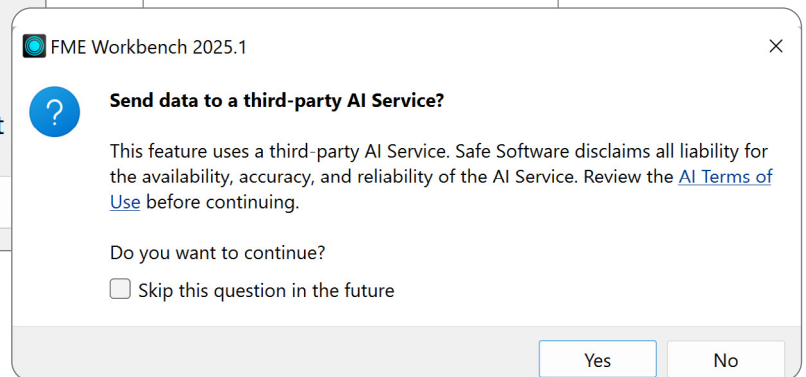 FME Workbench 2025.1
Send data to a third-party AI Service?
This feature uses a third-party AI Service. Safe Software disclaims all liability for
the availability, accuracy, and reliability of the AI Service. Review the AI Terms of
Use before continuing.
Do you want to continue?
Skip this question in the future
Yes
No